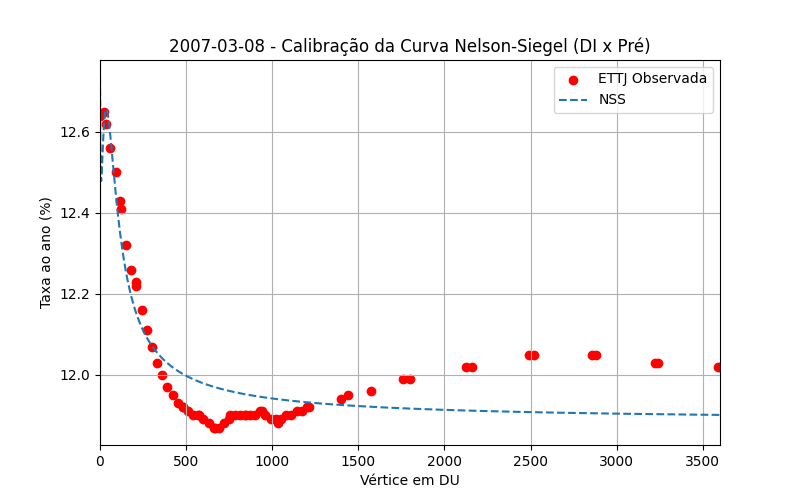 2007-03-08 - Calibração da Curva Nelson-Siegel (DI x Pré)
ETTJ Observada
NSS
Taxa ao ano (%)
12.6
12.4
12.2
12.0
0 500 1000 1500 2000 2500 3000 3500
Vértice em DU